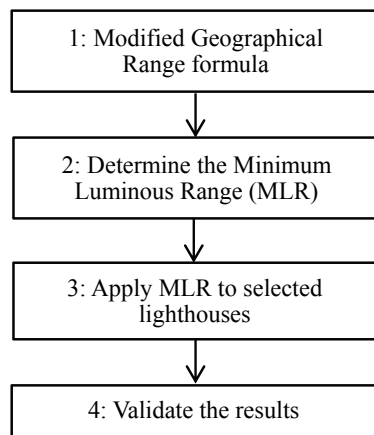 1: Modified Geographical
Range formula
2: Determine the Minimum
Luminous Range (MLR)
3: Apply MLR to selected
lighthouses
4: Validate the results